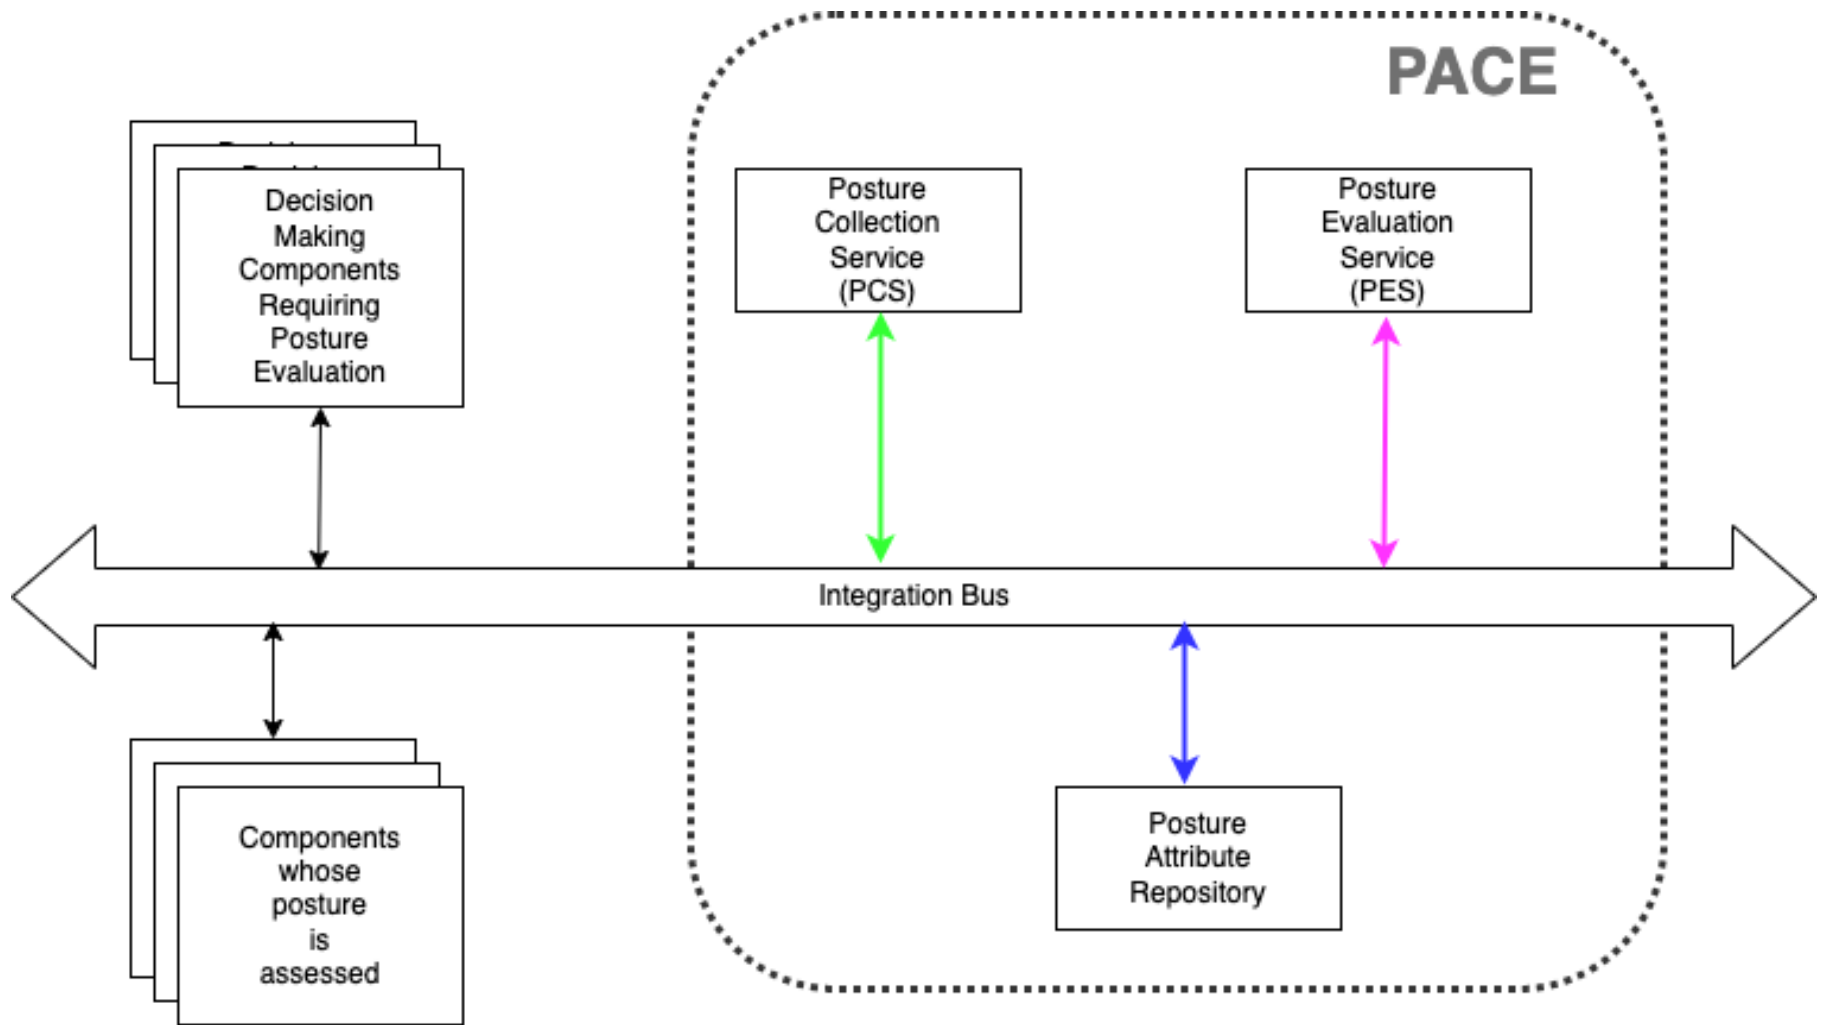 PACE
Decision
Making
Components
Requiring
Posture
Evaluation
Posture
Collection
Service
(PCS)
Posture
Evaluation
Service
(PES)
Integration Bus
Components
whose
posture
is
assessed
Posture
Attribute
Repository